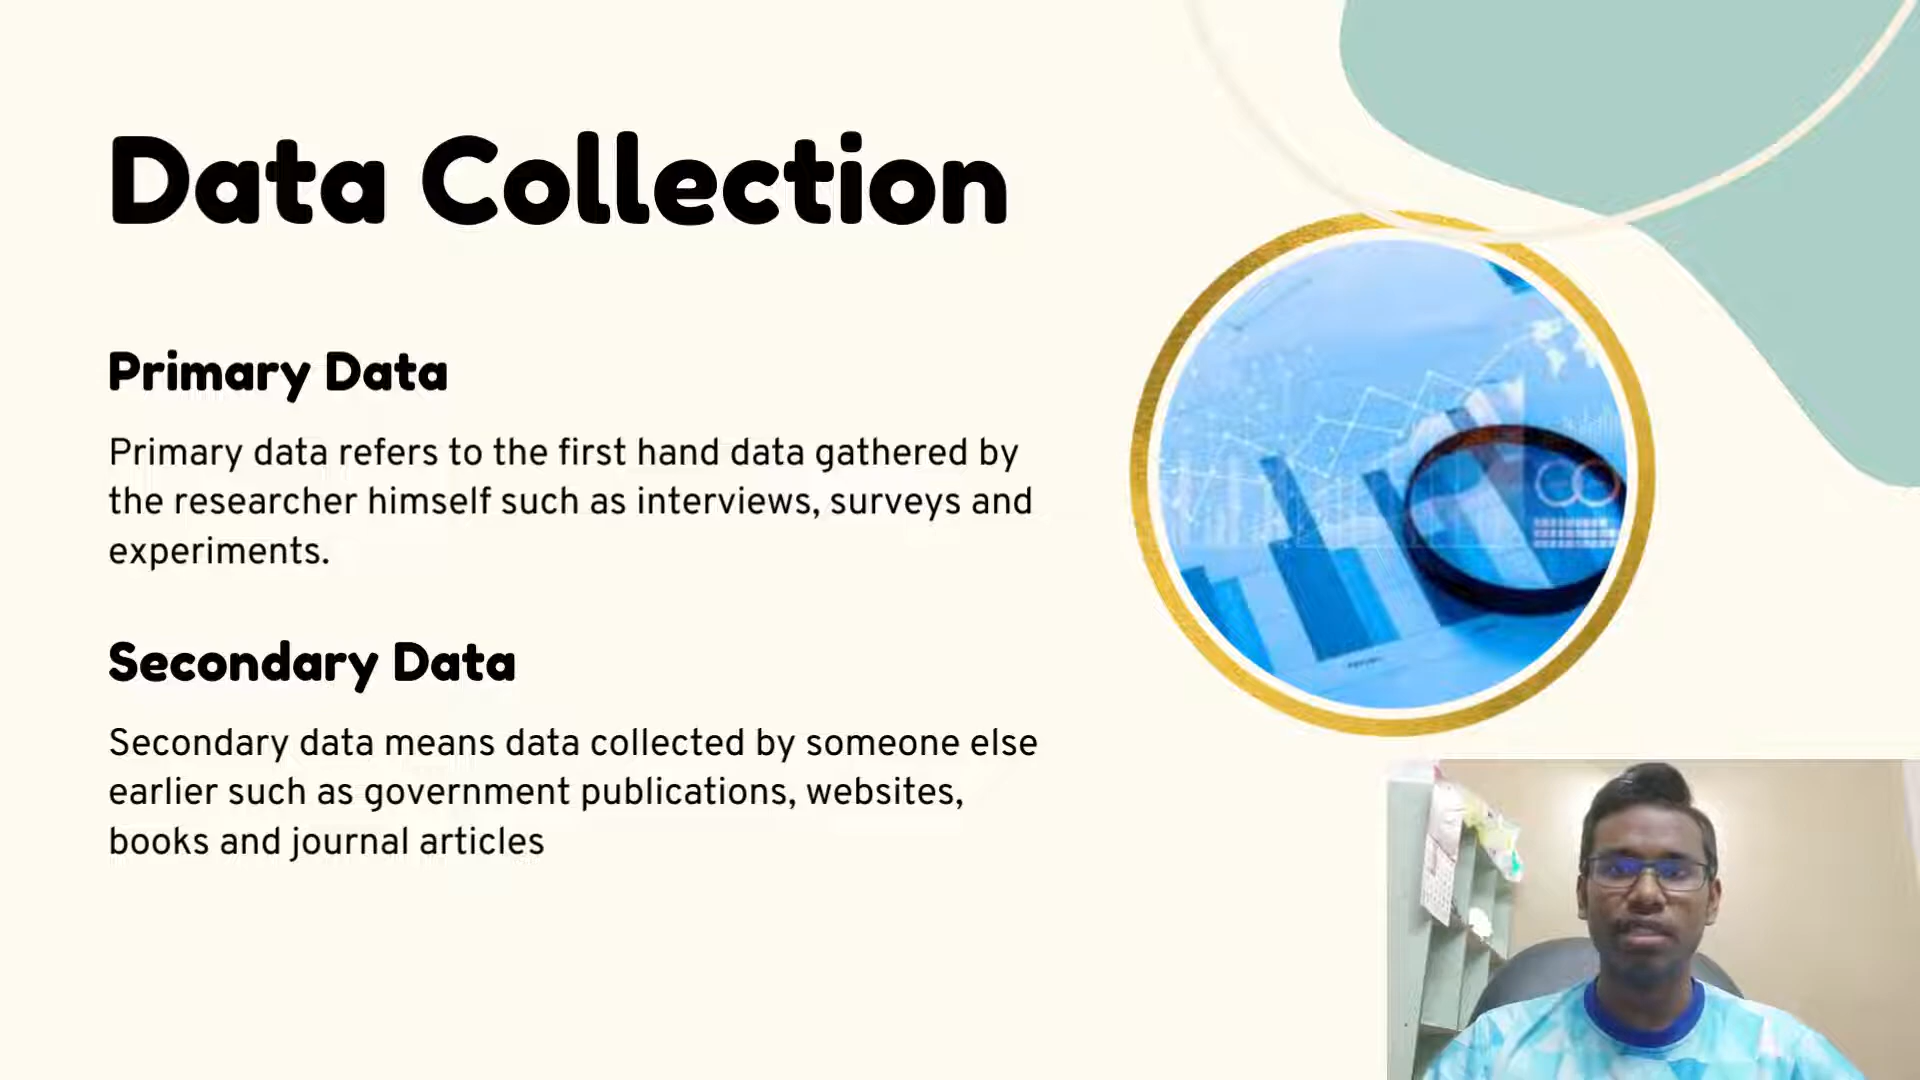 Data Collection
Primary Data
Primary data refers to the first hand data gathered by
the researcher himself such as interviews, surveys and
experiments.
Secondary Data
Secondary data means data collected by someone else
earlier such as government publications, websites,
books and journal articles